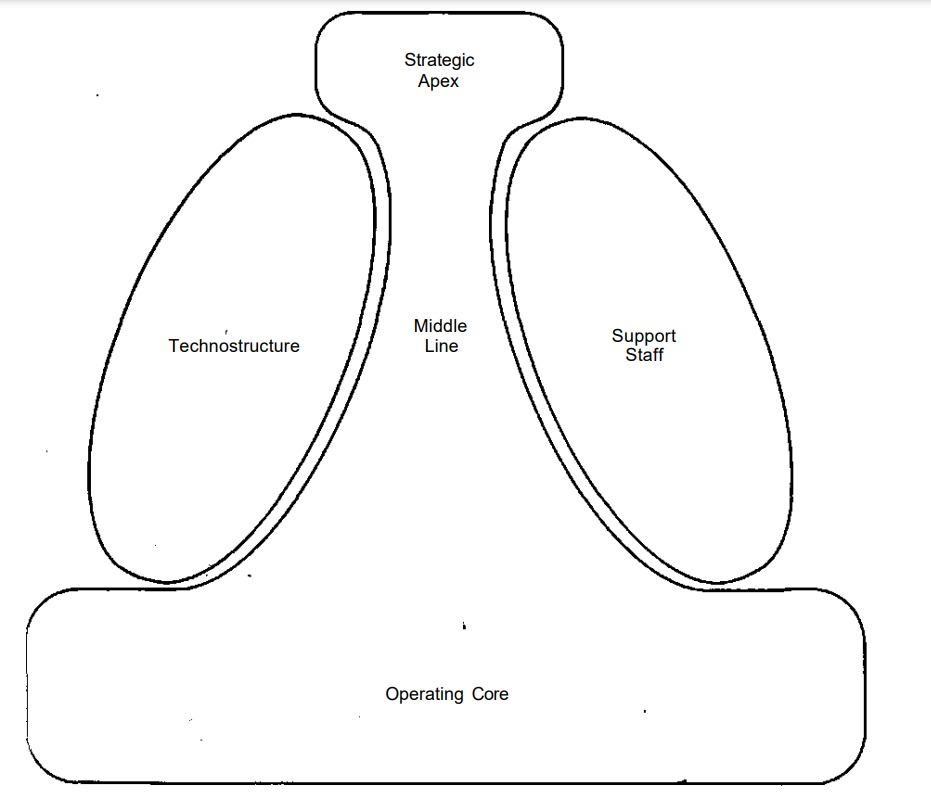 Strategic
Apex
Technostructure
Middle
Line
Support
Staff
Operating Core